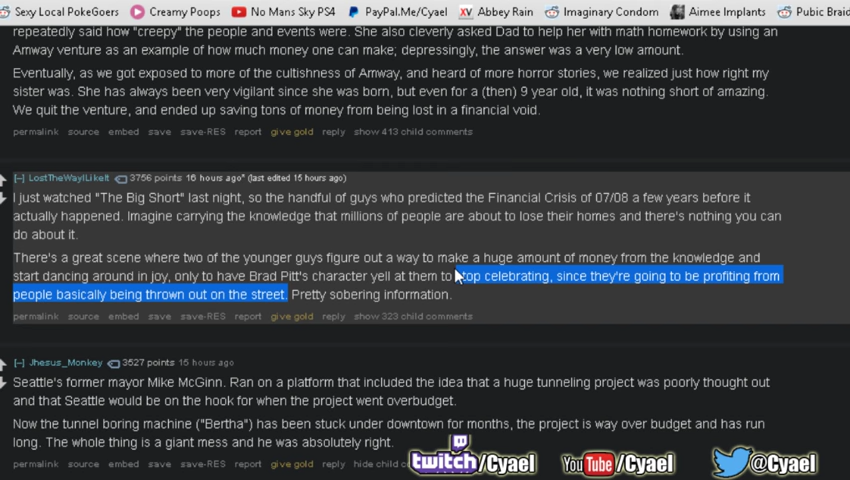 Sexy Local PokeGoers Creepy Promos No Mans Sky PS4 PayPal.Me/Cyael Abbey Rain Imaginary Condom Aimee Implants Pubic Braid
repeatedly said how "creepy" the people and events were. She also cleverly asked Dad to help her with math homework by using an
Amway venture as an example of how much money one can make; depressingly, the answer was a very low amount.
Eventually, as we got exposed to more of the cultishness of Amway, and heard of more horror stories, we realized just how right my
sister was. She has always been very vigilant since she was born, but even for a (then) 9 year old, it was nothing short of amazing.
We quit the venture, and ended up saving tons of money from being lost in a financial void.
permalink source embed save save-RES report give gold reply show 413 child comments
[-] LostTheWayILikeIt 3756 points 16 hours ago* (last edited 15 hours ago)
I just watched "The Big Short" last night, so the handful of guys who predicted the Financial Crisis of 07/08 a few years before it
actually happened. Imagine carrying the knowledge that millions of people are about to lose their homes and there's nothing you can
do about it.
There's a great scene where two of the younger guys figure out a way to make a huge amount of money from the knowledge and
start dancing around in joy, only to have Brad Pitt's character yell at them to stop celebrating, since they're going to be profiting from
people basically being thrown out on the street. Pretty sobering information.
permalink source embed save save-RES report give gold reply show 323 child comments
[-] Jhesus_Monkey 3527 points 15 hours ago
Seattle's former mayor Mike McGinn. Ran on a platform that included the idea that a huge tunneling project was poorly thought out
and that Seattle would be on the hook for when the project went overbudget.
Now the tunnel boring machine ("Bertha") has been stuck under downtown for months, the project is way over budget and has run
long. The whole thing is a giant mess and he was absolutely right.
permalink source embed save save-RES report give gold reply hide
twitch/Cyael YouTube/Cyael @Cyael